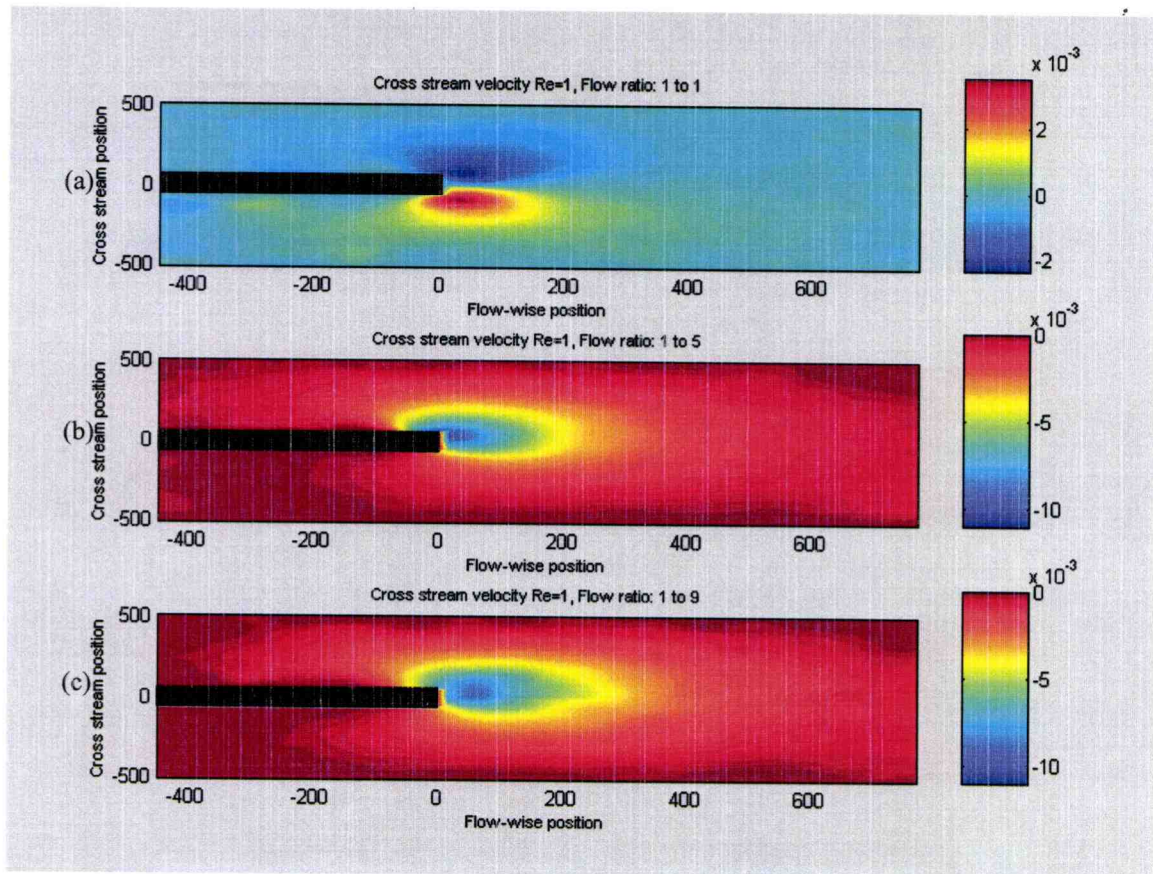 x 10-3
Cross stream velocity Re=1, Flow ratio: 1 to 1
(a)
Cross stream position
500
0
-500
-400 -200 0 200 400 600
Flow-wise position
2
0
-2
x 10-3
Cross stream velocity Re=1, Flow ratio: 1 to 5
(b)
Cross stream position
500
0
-500
-400 -200 0 200 400 600
Flow-wise position
0
-5
-10
x 10-3
Cross stream velocity Re=1, Flow ratio: 1 to 9
(c)
Cross stream position
500
0
-500
-400 -200 0 200 400 600
Flow-wise position
0
-5
-10